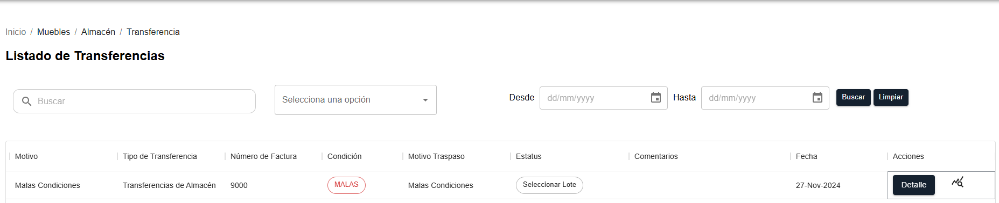 Inicio / Muebles / Almacén / Transferencia
Listado de Transferencias
Buscar
Selecciona una opción
Desde dd/mm/yyyy Hasta dd/mm/yyyy Buscar Limpiar
Motivo Tipo de Transferencia Número de Factura Condición Motivo Traspaso Estatus Comentarios Fecha Acciones
Malas Condiciones Transferencias de Almacén 9000 MALAS Malas Condiciones Seleccionar Lote 27-Nov-2024 Detalle